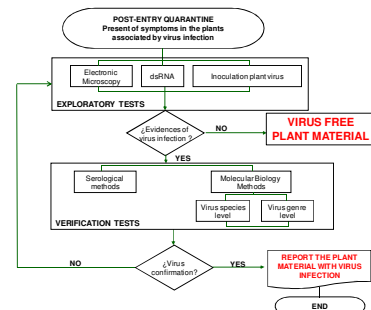 POST-ENTRY QUARANTINE
Present of symptoms in the plants
associated by virus infection
Electronic
Microscopy
dsRNA
Inoculation plant virus
EXPLORATORY TESTS
¿Evidences of
virus infection ?
NO
VIRUS FREE
PLANT MATERIAL
YES
Serological
methods
Molecular Biology
Methods
Virus species
level
Virus genre
level
VERIFICATION TESTS
¿Virus
confirmation?
NO
YES
REPORT THE PLANT
MATERIAL WITH VIRUS
INFECTION
END